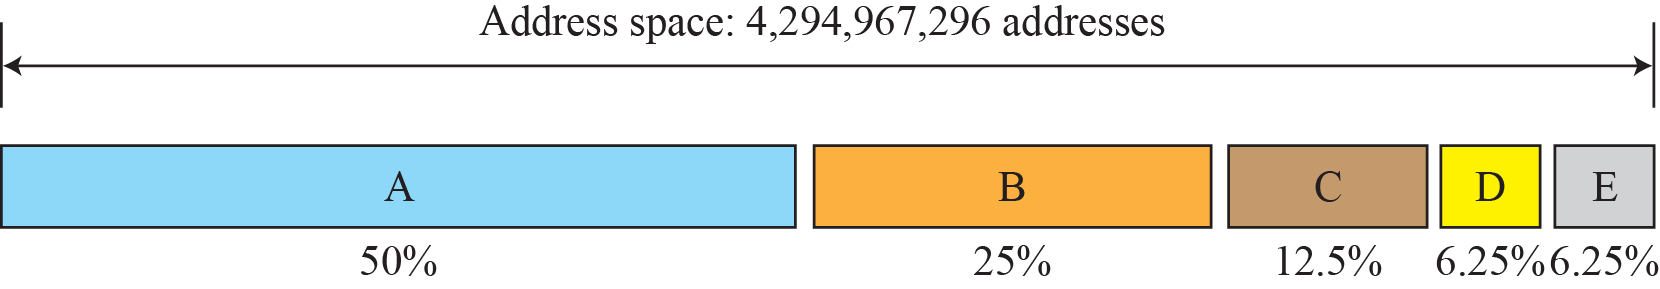 Address space: 4,294,967,296 addresses
A B C D E
50% 25% 12.5% 6.25% 6.25%